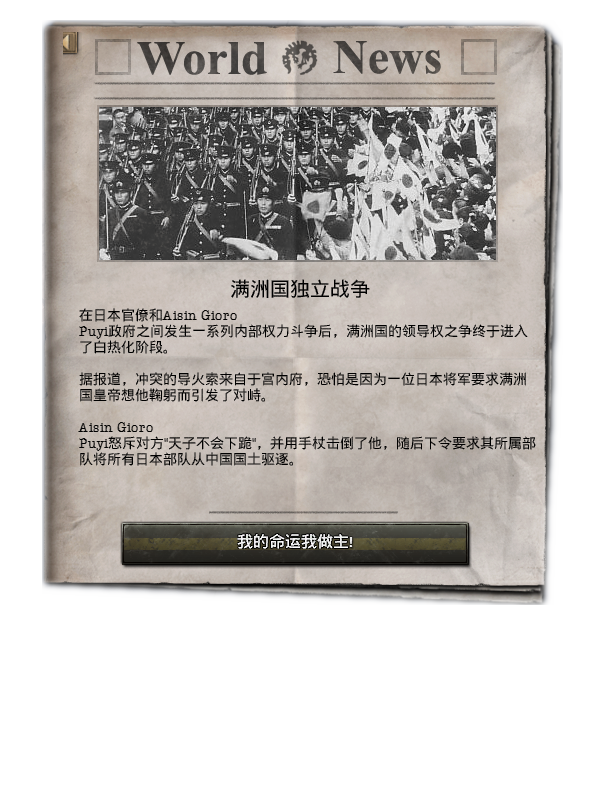 World News
满洲国独立战争
在日本官僚和Aisin Gioro
Puyi政府之间发生一系列内部权力斗争后，满洲国的领导权之争终于进入
了白热化阶段。
据报道，冲突的导火索来自于宫内府，恐怕是因为一位日本将军要求满洲
国皇帝想他鞠躬而引发了对峙。
Aisin Gioro
Puyi怒斥对方"天子不会下跪"，并用手杖击倒了他，随后下令要求其所属部
队将所有日本部队从中国国土驱逐。
我的命运我做主!